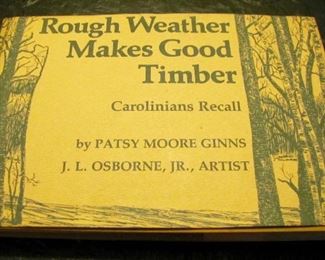 Rough Weather
Makes Good
Timber
Carolinians Recall
by PATSY MOORE GINNS
J. L. OSBORNE, JR., ARTIST